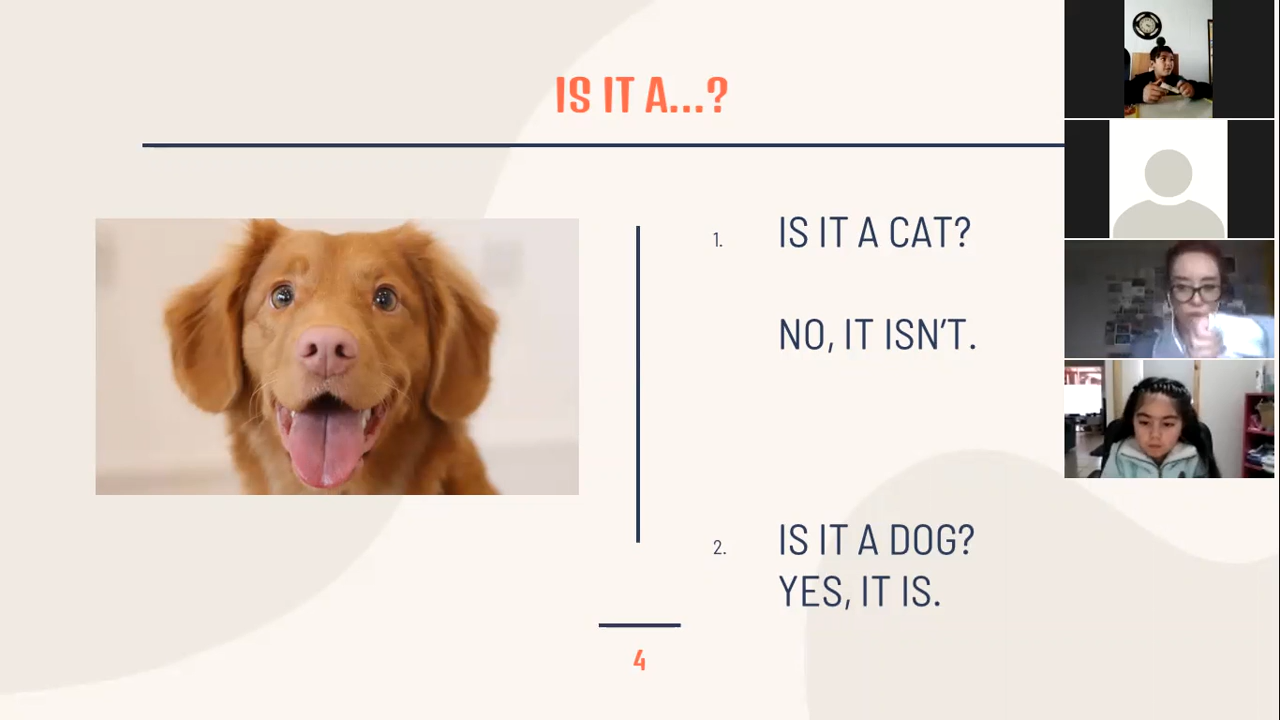 IS IT A...?
1. IS IT A CAT?
NO, IT ISN’T.
2. IS IT A DOG?
YES, IT IS.
4